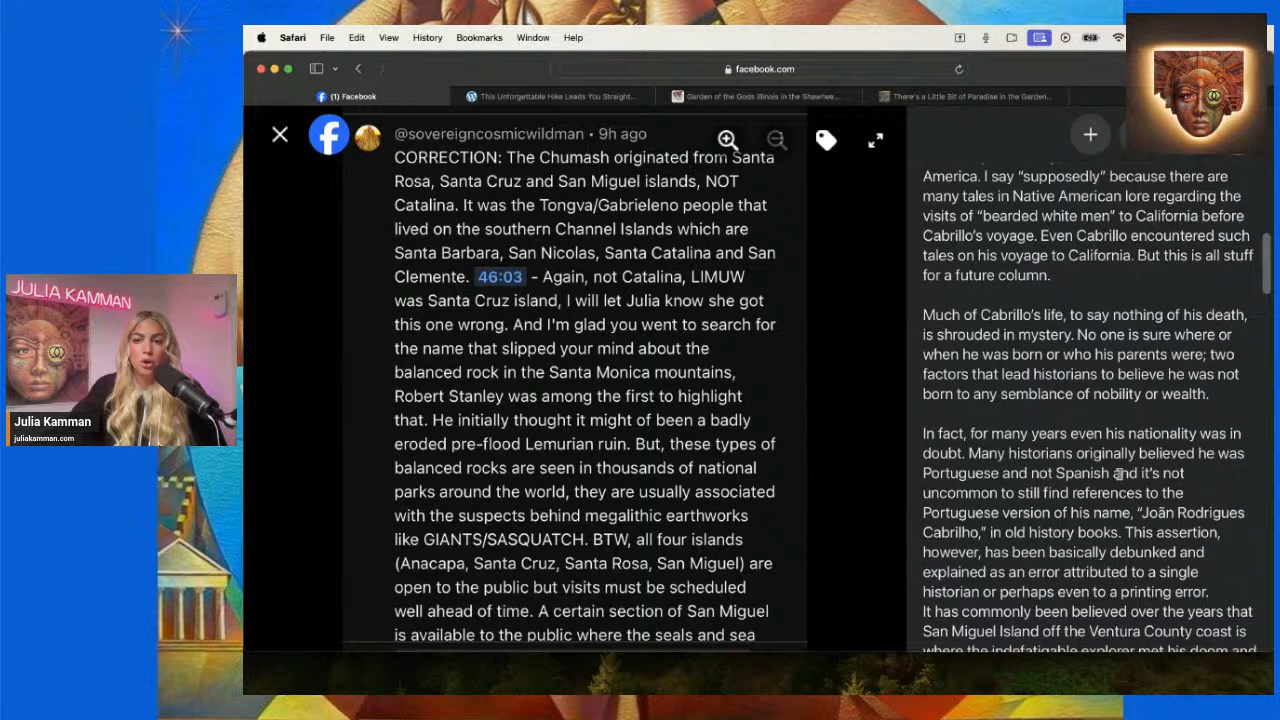 Safari File Edit View History Bookmarks Window Help
facebook.com
(1) Facebook
This Unforgettable Hike Leads You Straight...
Garden of the Gods Illinois in the Shawnee...
There's a Little Bit of Paradise in the Garden...
@sovereigncosmicwildman • 9h ago
CORRECTION: The Chumash originated from Santa
Rosa, Santa Cruz and San Miguel islands, NOT
Catalina. It was the Tongva/Gabrieleno people that
lived on the southern Channel Islands which are
Santa Barbara, San Nicolas, Santa Catalina and San
Clemente. 46:03 - Again, not Catalina, LIMUW
was Santa Cruz island, I will let Julia know she got
this one wrong. And I'm glad you went to search for
the name that slipped your mind about the
balanced rock in the Santa Monica mountains,
Robert Stanley was among the first to highlight
that. He initially thought it might of been a badly
eroded pre-flood Lemurian ruin. But, these types of
balanced rocks are seen in thousands of national
parks around the world, they are usually associated
with the suspects behind megalithic earthworks
like GIANTS/SASQUATCH. BTW, all four islands
(Anacapa, Santa Cruz, Santa Rosa, San Miguel) are
open to the public but visits must be scheduled
well ahead of time. A certain section of San Miguel
is available to the public where the seals and sea
America. I say “supposedly” because there are
many tales in Native American lore regarding the
visits of “bearded white men” to California before
Cabrillo’s voyage. Even Cabrillo encountered such
tales on his voyage to California. But this is all stuff
for a future column.
Much of Cabrillo’s life, to say nothing of his death,
is shrouded in mystery. No one is sure where or
when he was born or who his parents were; two
factors that lead historians to believe he was not
born to any semblance of nobility or wealth.
In fact, for many years even his nationality was in
doubt. Many historians originally believed he was
Portuguese and not Spanish and it’s not
uncommon to still find references to the
Portuguese version of his name, “Joãn Rodrigues
Cabrilho,” in old history books. This assertion,
however, has been basically debunked and
explained as an error attributed to a single
historian or perhaps even to a printing error.
It has commonly been believed over the years that
San Miguel Island off the Ventura County coast is
where the indefatigable explorer met his doom and
JULIA KAMMAN
Julia Kamman
juliakamman.com